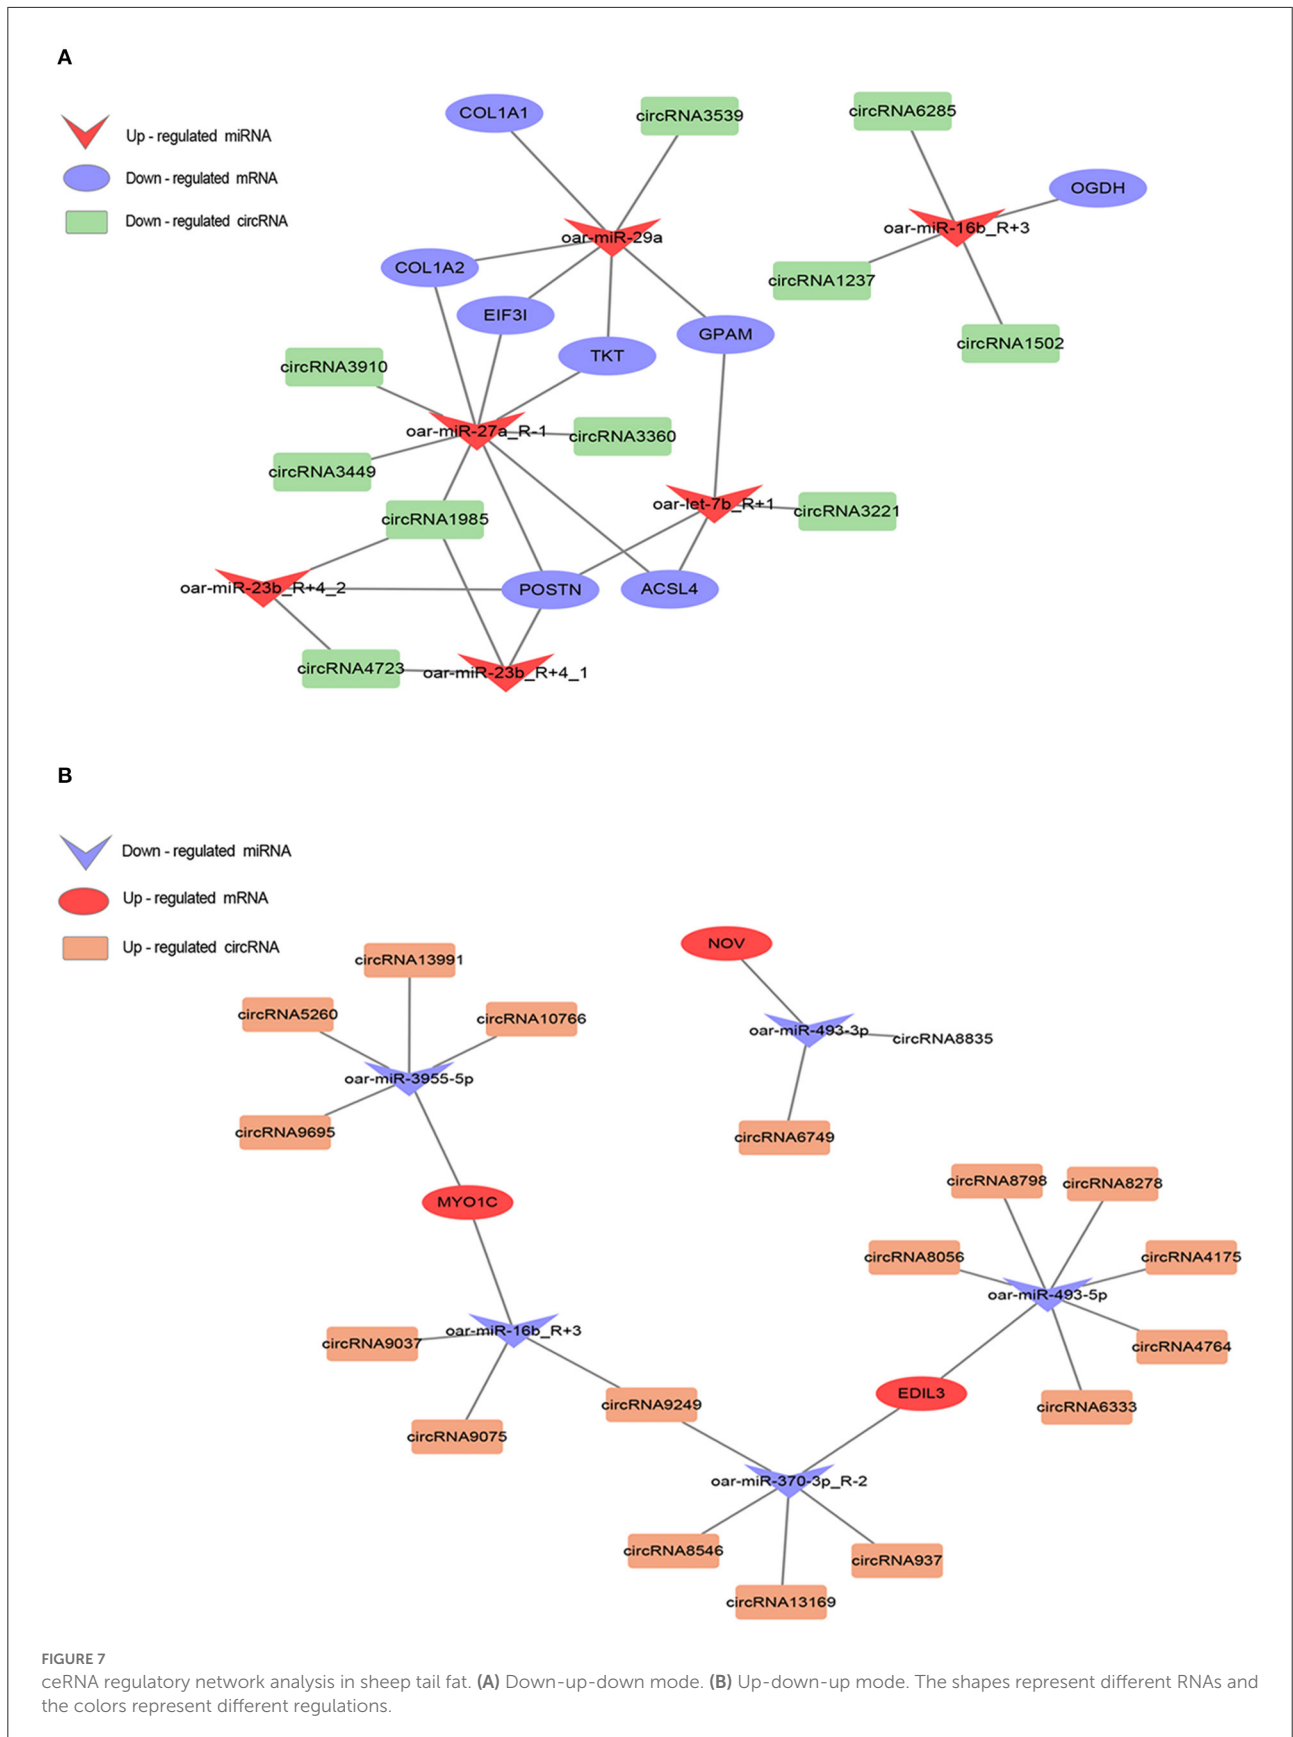 A
Up - regulated miRNA
Down - regulated mRNA
Down - regulated circRNA
COL1A1
circRNA3539
circRNA6285
OGDH
oar-miR-29a
oar-miR-16b_R+3
COL1A2
circRNA1237
EIF3I
GPAM
circRNA1502
TKT
circRNA3910
oar-miR-27a_R-1
circRNA3360
circRNA3449
oar-let-7b_R+1
circRNA3221
circRNA1985
oar-miR-23b_R+4_2
POSTN
ACSL4
circRNA4723
oar-miR-23b_R+4_1
B
Down - regulated miRNA
Up - regulated mRNA
Up - regulated circRNA
circRNA13991
NOV
circRNA5260
circRNA10766
oar-miR-493-3p
circRNA8835
oar-miR-3955-5p
circRNA9695
circRNA6749
MYO1C
circRNA8798
circRNA8278
circRNA8056
circRNA4175
oar-miR-493-5p
oar-miR-16b_R+3
circRNA9037
circRNA4764
EDIL3
circRNA9249
circRNA6333
circRNA9075
oar-miR-370-3p_R-2
circRNA8546
circRNA937
circRNA13169
FIGURE 7
ceRNA regulatory network analysis in sheep tail fat. (A) Down-up-down mode. (B) Up-down-up mode. The shapes represent different RNAs and
the colors represent different regulations.